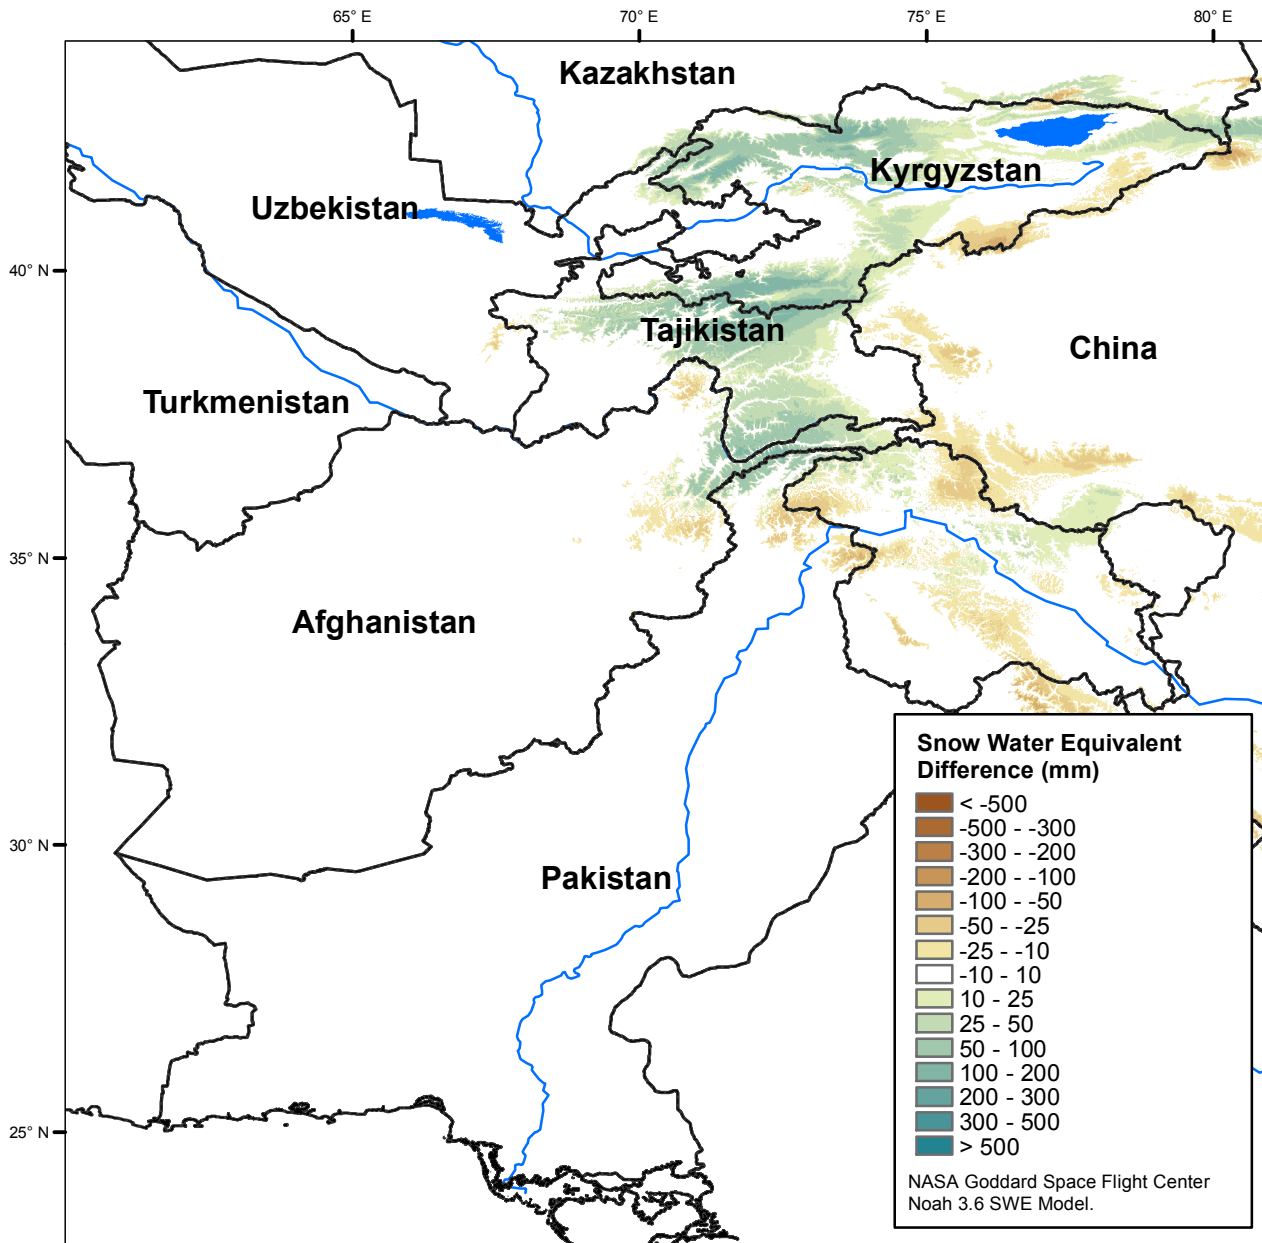 65° E
70° E
75° E
80° E
Kazakhstan
Kyrgyzstan
Uzbekistan
40° N
Tajikistan
China
Turkmenistan
35° N
Afghanistan
Snow Water Equivalent
Difference (mm)
< -500
-500 - -300
-300 - -200
-200 - -100
-100 - -50
-50 - -25
-25 - -10
-10 - 10
10 - 25
25 - 50
50 - 100
100 - 200
200 - 300
300 - 500
> 500
NASA Goddard Space Flight Center
Noah 3.6 SWE Model.
30° N
Pakistan
25° N